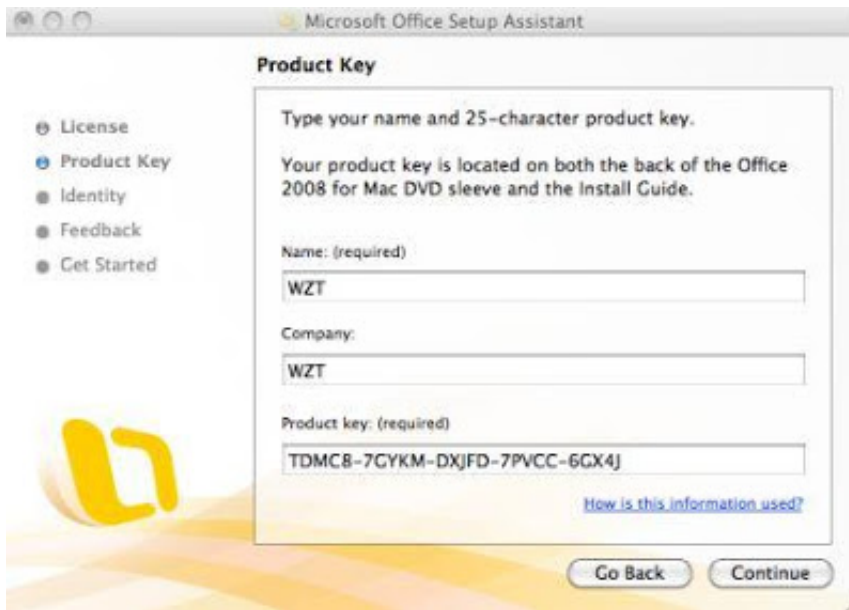 Microsoft Office Setup Assistant
Product Key
License
Product Key
Identity
Feedback
Get Started
Type your name and 25-character product key.
Your product key is located on both the back of the Office
2008 for Mac DVD sleeve and the Install Guide.
Name: (required)
WZT
Company:
WZT
Product key: (required)
TDMC8-7GYKM-DXJFD-7PVCC-6GX4J
How is this information used?
Go Back
Continue